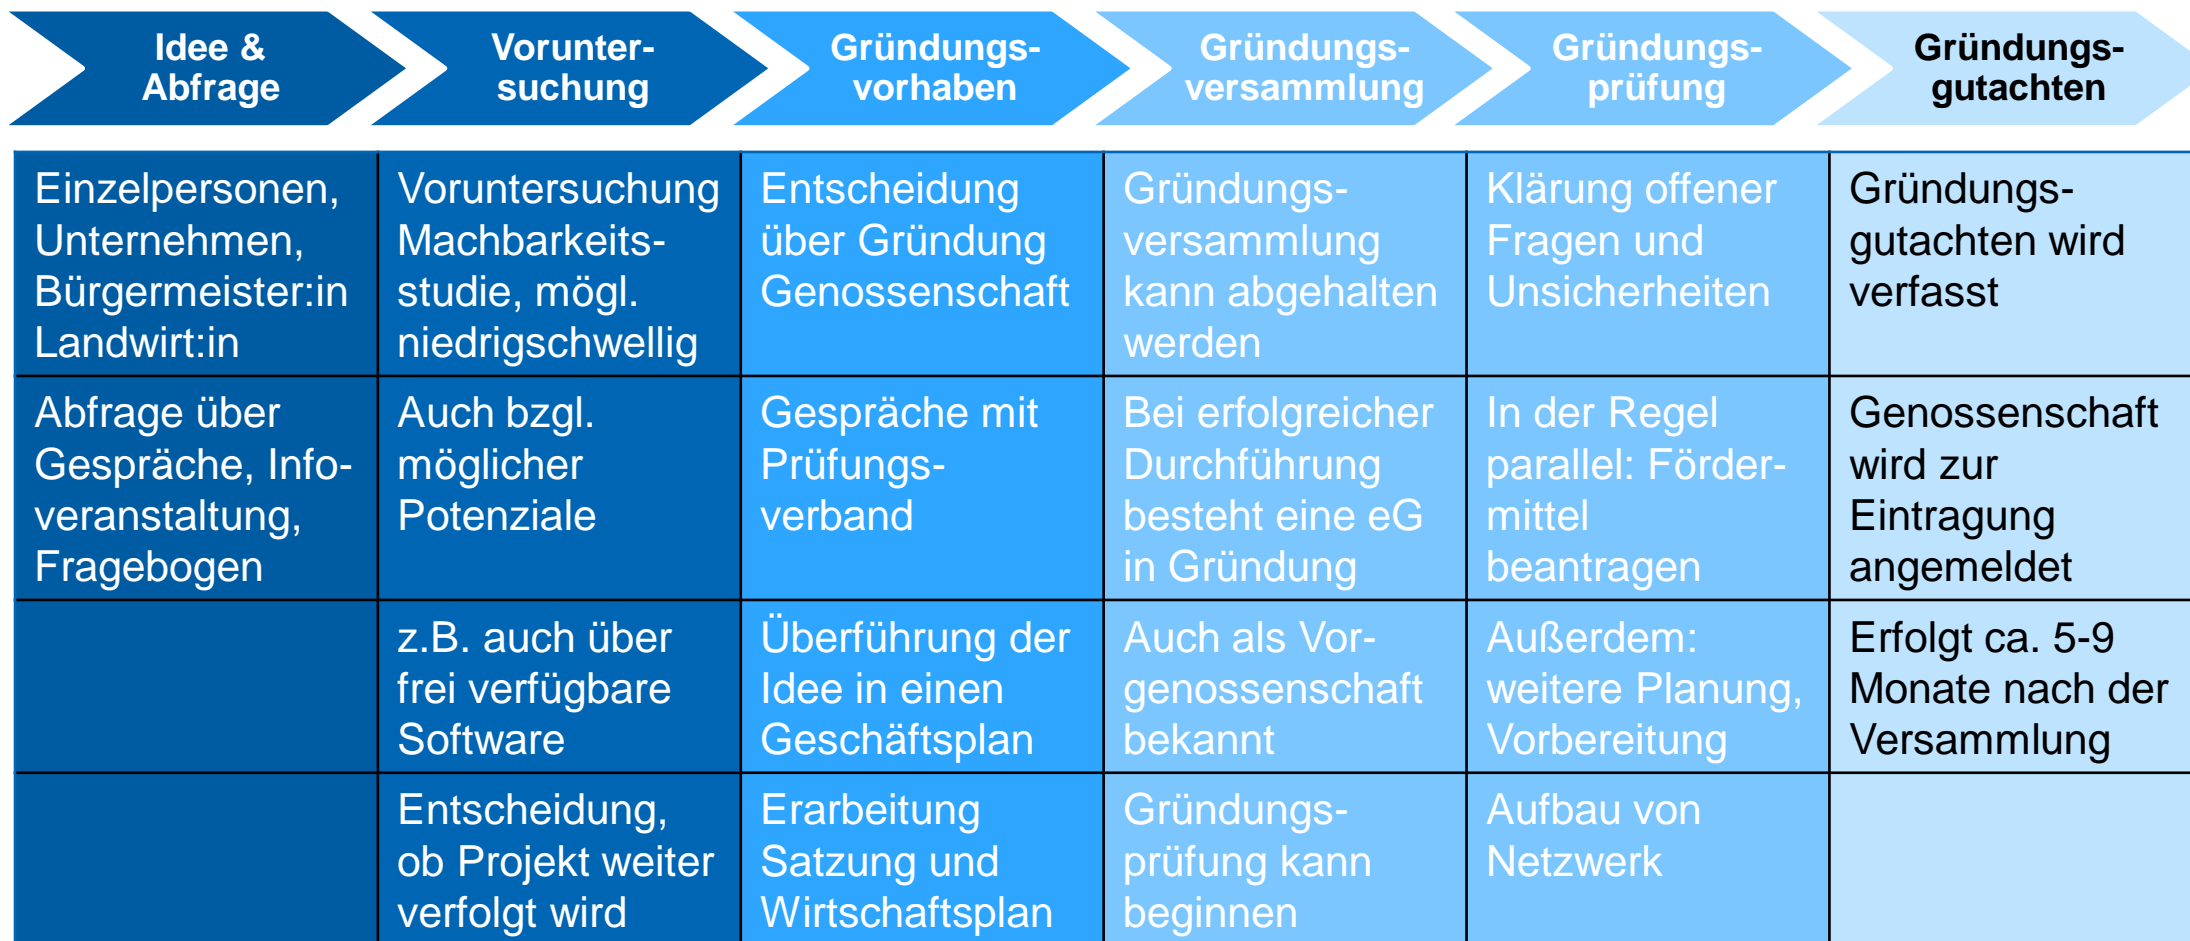 Idee &
Abfrage
Vorunter-
suchung
Gründungs-
vorhaben
Gründungs-
versammlung
Gründungs-
prüfung
Gründungs-
gutachten
Einzelpersonen,
Unternehmen,
Bürgermeister:in
Landwirt:in
Voruntersuchung
Machbarkeits-
studie, mögl.
niedrigschwellig
Entscheidung
über Gründung
Genossenschaft
Gründungs-
versammlung
kann abgehalten
werden
Klärung offener
Fragen und
Unsicherheiten
Gründungs-
gutachten wird
verfasst
Abfrage über
Gespräche, Info-
veranstaltung,
Fragebogen
Auch bzgl.
möglicher
Potenziale
Gespräche mit
Prüfungs-
verband
Bei erfolgreicher
Durchführung
besteht eine eG
in Gründung
In der Regel
parallel: Förder-
mittel
beantragen
Genossenschaft
wird zur
Eintragung
angemeldet
z.B. auch über
frei verfügbare
Software
Überführung der
Idee in einen
Geschäftsplan
Auch als Vor-
genossenschaft
bekannt
Außerdem:
weitere Planung,
Vorbereitung
Erfolgt ca. 5-9
Monate nach der
Versammlung
Entscheidung,
ob Projekt weiter
verfolgt wird
Erarbeitung
Satzung und
Wirtschaftsplan
Gründungs-
prüfung kann
beginnen
Aufbau von
Netzwerk